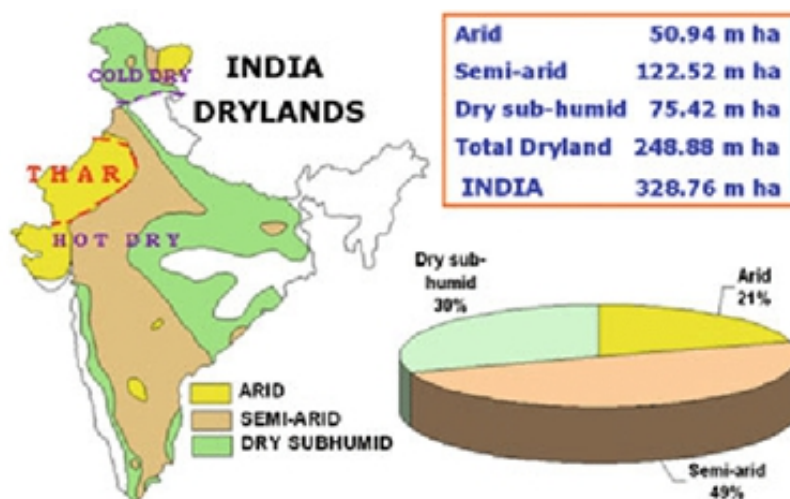 INDIA
DRYLANDS
COLD DRY
THAR
HOT DRY
ARID
SEMI-ARID
DRY SUBHUMID
Arid 50.94 m ha
Semi-arid 122.52 m ha
Dry sub-humid 75.42 m ha
Total Dryland 248.88 m ha
INDIA 328.76 m ha
Dry sub-
humid
30%
Arid
21%
Semi-arid
49%